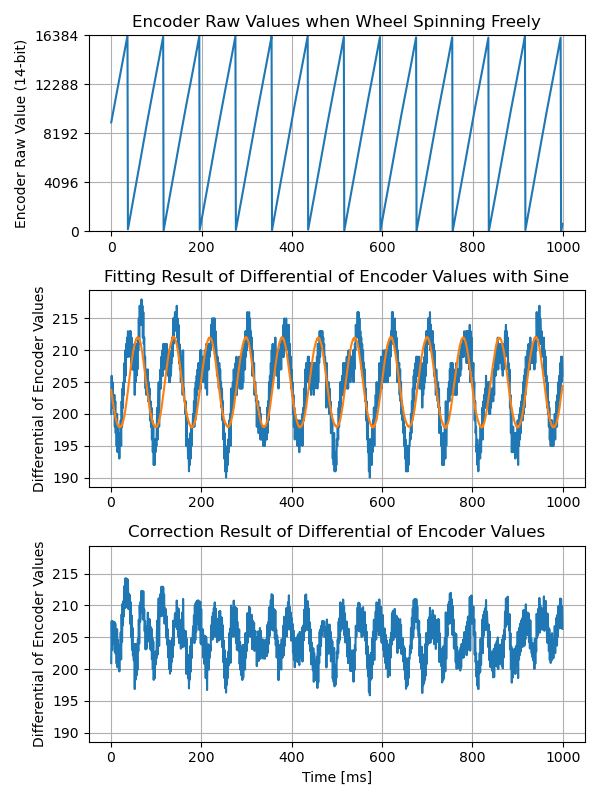 Encoder Raw Values when Wheel Spinning Freely
Encoder Raw Value (14-bit)
16384
12288
8192
4096
0
0 200 400 600 800 1000
Fitting Result of Differential of Encoder Values with Sine
Differential of Encoder Values
215
210
205
200
195
190
0 200 400 600 800 1000
Correction Result of Differential of Encoder Values
Differential of Encoder Values
215
210
205
200
195
190
0 200 400 600 800 1000
Time [ms]